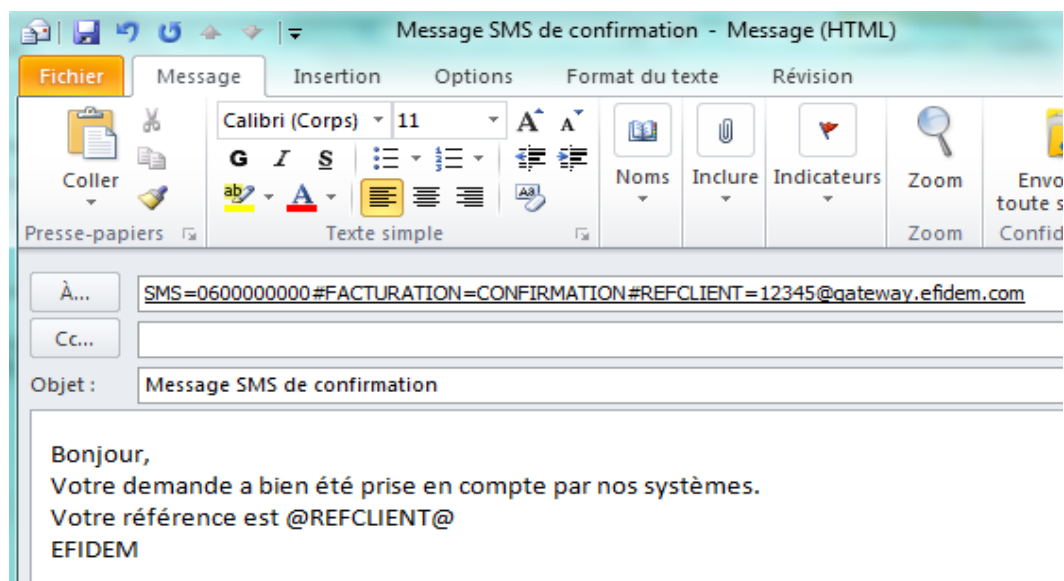 Message SMS de confirmation - Message (HTML)
Fichier Message Insertion Options Format du texte Révision
Calibri (Corps) 11 A A
G I S
Coller
ab A Aa
Noms Inclure Indicateurs Zoom
toute s
Presse-papiers Texte simple Zoom
À... SMS=0600000000#FACTURATION=CONFIRMATION#REFCLIENT=12345@gateway.efidem.com
Cc...
Objet : Message SMS de confirmation
Bonjour,
Votre demande a bien été prise en compte par nos systèmes.
Votre référence est @REFCLIENT@
EFIDEM